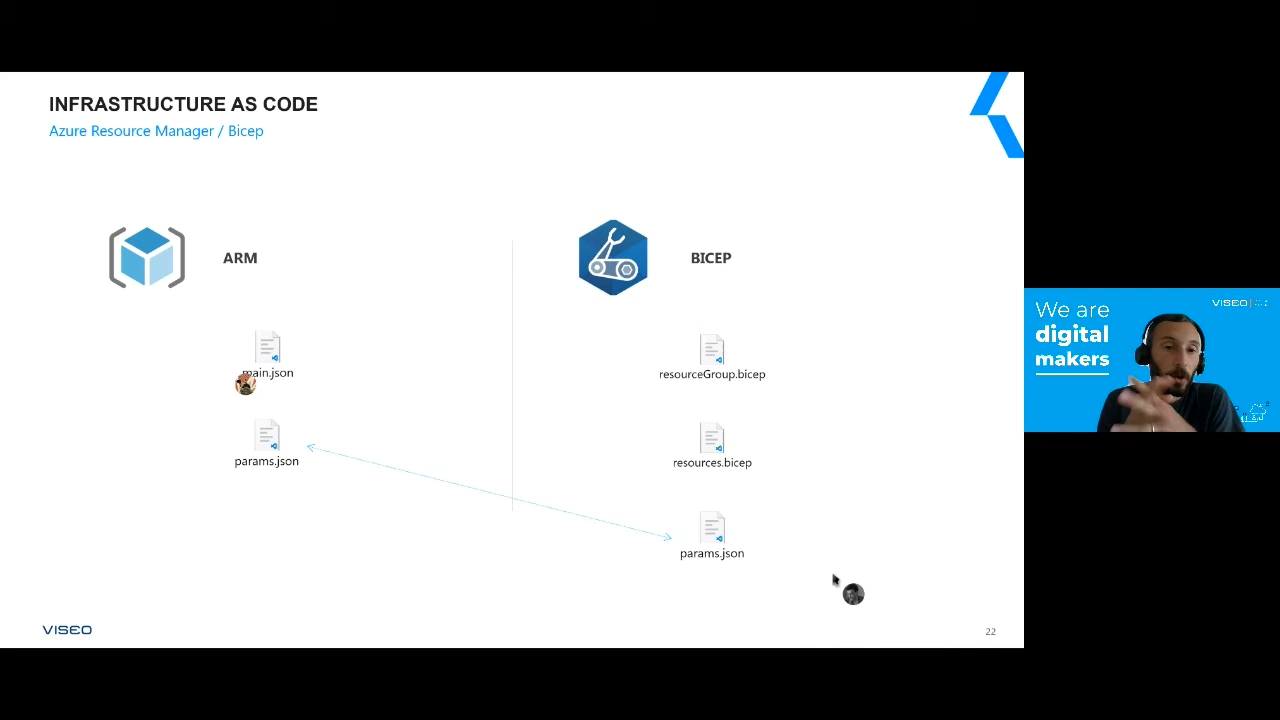 INFRASTRUCTURE AS CODE
Azure Resource Manager / Bicep
ARM
main.json
params.json
BICEP
resourceGroup.bicep
resources.bicep
params.json
VISEO
22
We are
digital
makers
VISEO